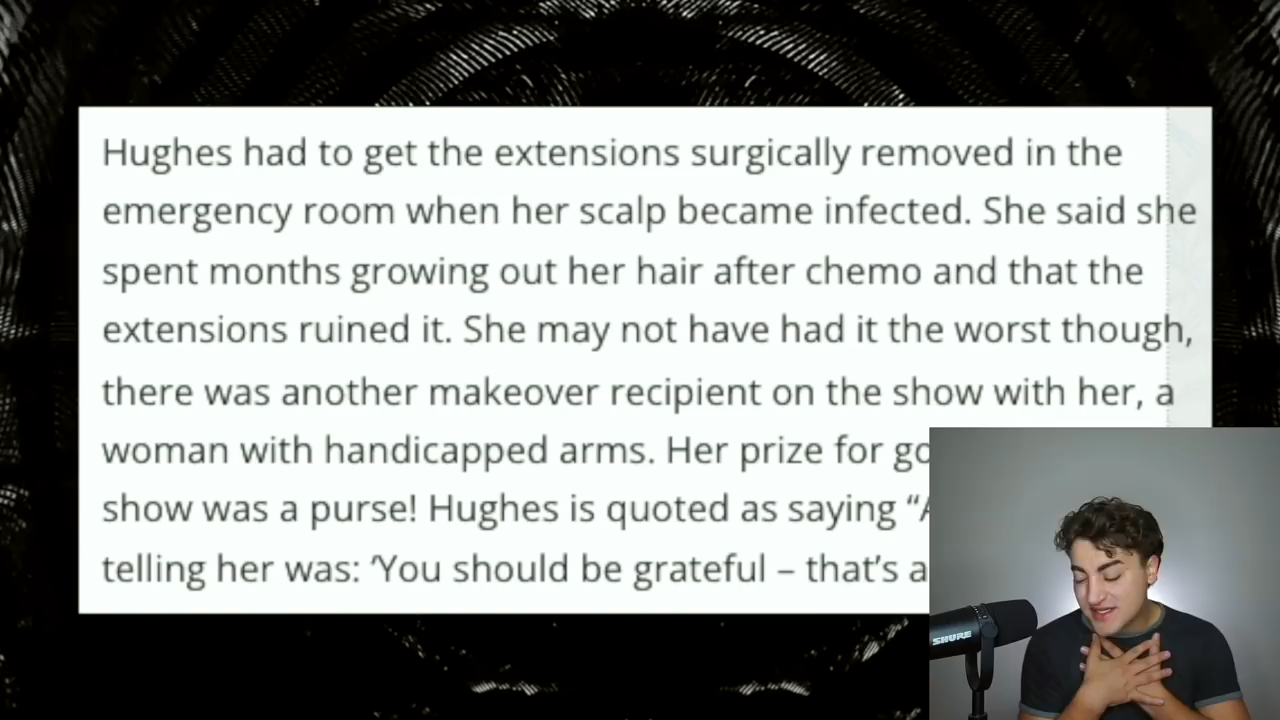 Hughes had to get the extensions surgically removed in the
emergency room when her scalp became infected. She said she
spent months growing out her hair after chemo and that the
extensions ruined it. She may not have had it the worst though,
there was another makeover recipient on the show with her, a
woman with handicapped arms. Her prize for
show was a purse! Hughes is quoted as saying “
telling her was: ‘You should be grateful – that’s
SHURE